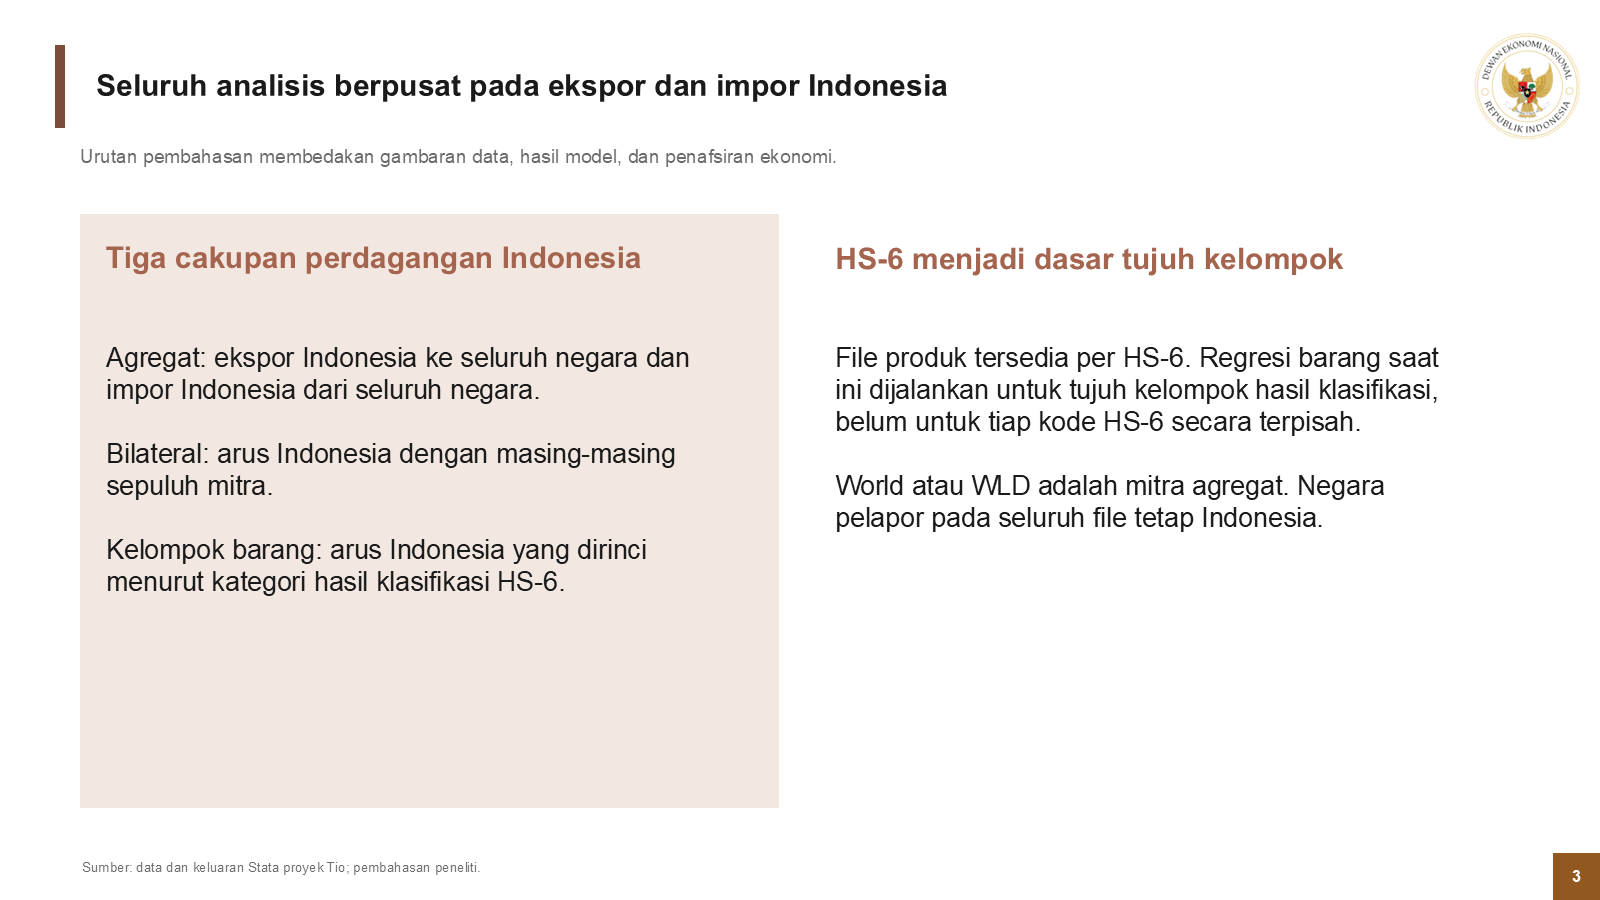 Seluruh analisis berpusat pada ekspor dan impor Indonesia
DEWAN EKONOMI NASIONAL
REPUBLIK INDONESIA
Urutan pembahasan membedakan gambaran data, hasil model, dan penafsiran ekonomi.
Tiga cakupan perdagangan Indonesia
Agregat: ekspor Indonesia ke seluruh negara dan
impor Indonesia dari seluruh negara.
Bilateral: arus Indonesia dengan masing-masing
sepuluh mitra.
Kelompok barang: arus Indonesia yang dirinci
menurut kategori hasil klasifikasi HS-6.
HS-6 menjadi dasar tujuh kelompok
File produk tersedia per HS-6. Regresi barang saat
ini dijalankan untuk tujuh kelompok hasil klasifikasi,
belum untuk tiap kode HS-6 secara terpisah.
World atau WLD adalah mitra agregat. Negara
pelapor pada seluruh file tetap Indonesia.
Sumber: data dan keluaran Stata proyek Tio; pembahasan peneliti.
3